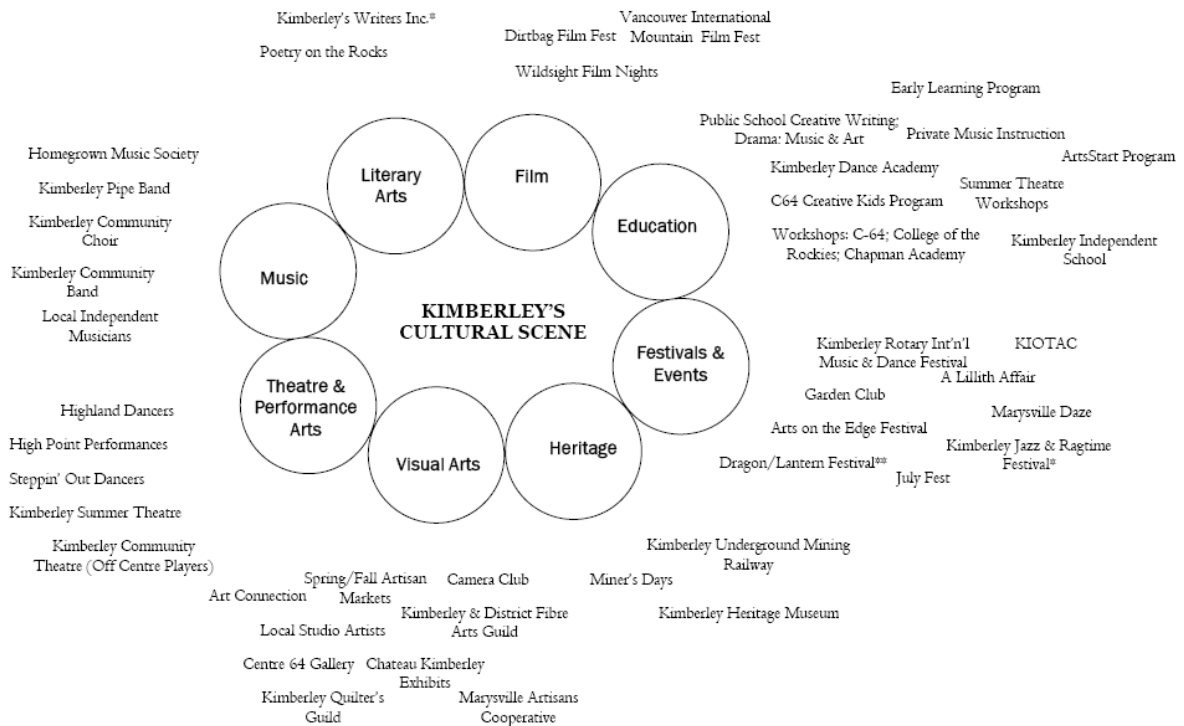 Kimberley's Writers Inc.*
Poetry on the Rocks
Dirtbag Film Fest
Vancouver International
Mountain Film Fest
Wildsight Film Nights
Early Learning Program
Public School Creative Writing;
Drama: Music & Art
Private Music Instruction
ArtsStart Program
Kimberley Dance Academy
Summer Theatre
Workshops
C64 Creative Kids Program
Workshops: C-64; College of the
Rockies; Chapman Academy
Kimberley Independent
School
Homegrown Music Society
Kimberley Pipe Band
Kimberley Community
Choir
Kimberley Community
Band
Local Independent
Musicians
Literary
Arts
Film
Education
Music
KIMBERLEY'S
CULTURAL SCENE
Festivals &
Events
Theatre &
Performance
Arts
Visual Arts
Heritage
Kimberley Rotary Int'n'l
Music & Dance Festival
KIOTAC
A Lillith Affair
Garden Club
Marysville Daze
Arts on the Edge Festival
Kimberley Jazz & Ragtime
Festival*
Dragon/Lantern Festival**
July Fest
Highland Dancers
High Point Performances
Steppin' Out Dancers
Kimberley Summer Theatre
Kimberley Community
Theatre (Off Centre Players)
Art Connection
Spring/Fall Artisan
Markets
Camera Club
Kimberley & District Fibre
Arts Guild
Local Studio Artists
Centre 64 Gallery
Chateau Kimberley
Exhibits
Kimberley Quilter's
Guild
Marysville Artisans
Cooperative
Kimberley Underground Mining
Railway
Miner's Days
Kimberley Heritage Museum